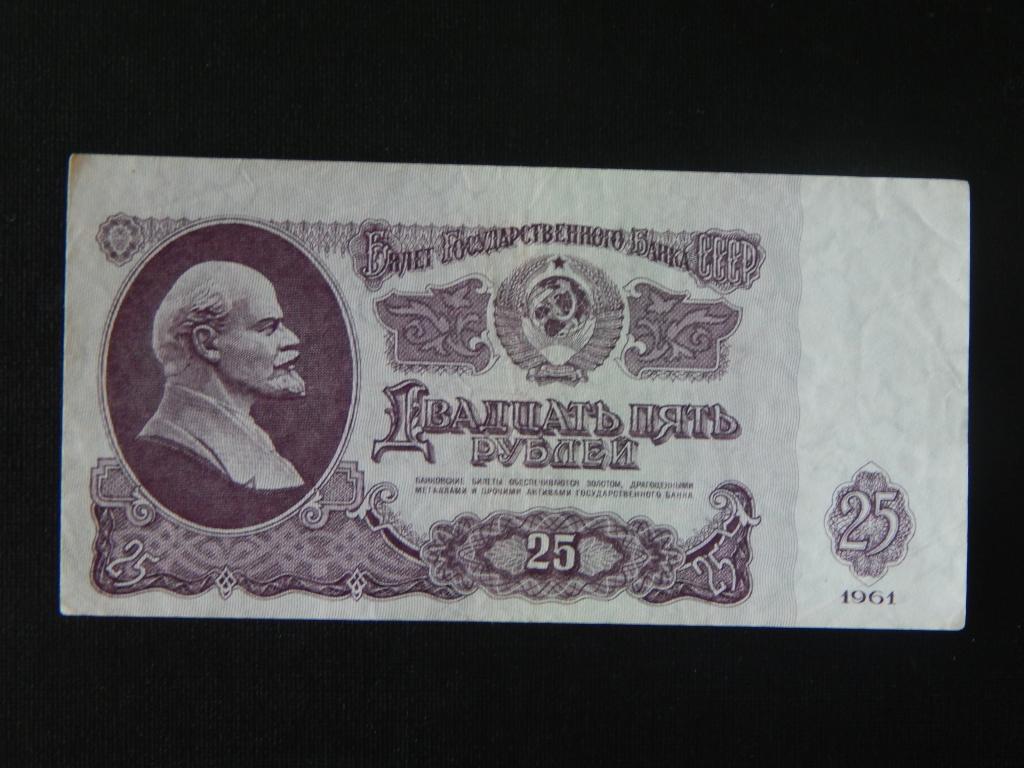 Билет Государственного Банка СССР
Двадцать пять
рублей
БАНКОВСКИЕ БИЛЕТЫ ОБЕСПЕЧИВАЮТСЯ ЗОЛОТОМ, ДРАГОЦЕННЫМИ
МЕТАЛЛАМИ И ПРОЧИМИ АКТИВАМИ ГОСУДАРСТВЕННОГО БАНКА
25
25
25
25
1961